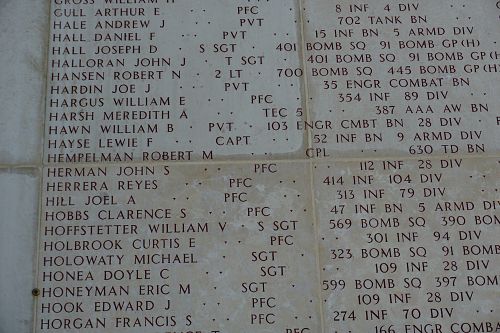 GROSS WILLIAM H
GULL ARTHUR E · PFC · 8 INF 4 DIV
HALE ANDREW J · PVT · 702 TANK BN
HALL DANIEL F · PVT · 15 INF BN 5 ARMD DIV
HALL JOSEPH D · S SGT · 401 BOMB SQ 91 BOMB GP(H)
HALLORAN JOHN J · T SGT · 401 BOMB SQ 91 BOMB GP(H
HANSEN ROBERT N · 2 LT · 700 BOMB SQ 445 BOMB GP(H
HARDIN JOE J · PVT · 35 ENGR COMBAT BN
HARGUS WILLIAM E · PFC · 354 INF 89 DIV
HARSH MEREDITH A · TEC 5 · 387 AAA AW BN
HAWN WILLIAM B · PVT · 103 ENGR CMBT BN 28 DIV
HAYSE LEWIE F · CAPT · 52 INF BN 9 ARMD DIV
HEMPELMAN ROBERT M · CPL · 630 TD BN
HERMAN JOHN S · PFC · 112 INF 28 DIV
HERRERA REYES · PFC · 414 INF 104 DIV
HILL JOEL A · PFC · 313 INF 79 DIV
HOBBS CLARENCE S · PFC · 47 INF BN 5 ARMD DIV
HOFFSTETTER WILLIAM V · S SGT · 569 BOMB SQ 390 BOM
HOLBROOK CURTIS E · PFC · 301 INF 94 DIV
HOLOWATY MICHAEL · SGT · 323 BOMB SQ 91 BOMB
HONEA DOYLE C · SGT · 109 INF 28 DIV
HONEYMAN ERIC M · SGT · 599 BOMB SQ 397 BOM
HOOK EDWARD J · PFC · 109 INF 28 DIV
HORGAN FRANCIS S · PFC · 274 INF 70 DIV
PFC · 166 ENGR COMBAT